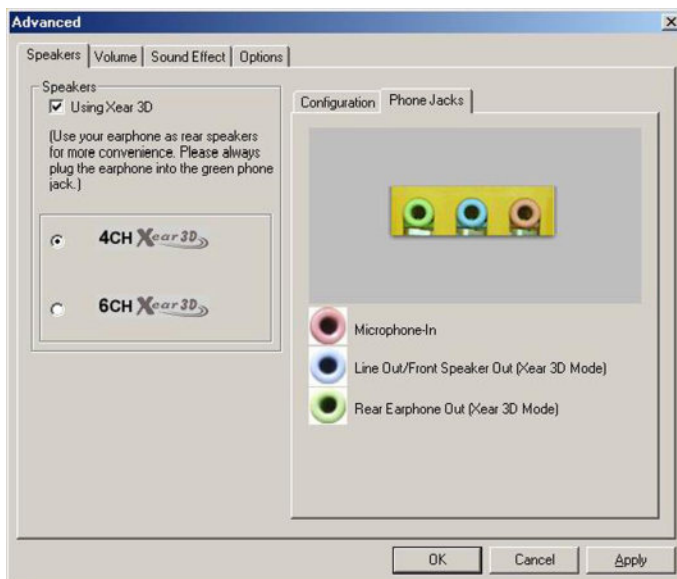 Advanced
Speakers
Volume
Sound Effect
Options
Speakers
Using Xear 3D
(Use your earphone as rear speakers
for more convenience. Please always
plug the earphone into the green phone
jack.)
4CH Xear 3D
6CH Xear 3D
Configuration
Phone Jacks
Microphone-In
Line Out/Front Speaker Out (Xear 3D Mode)
Rear Earphone Out (Xear 3D Mode)
OK
Cancel
Apply